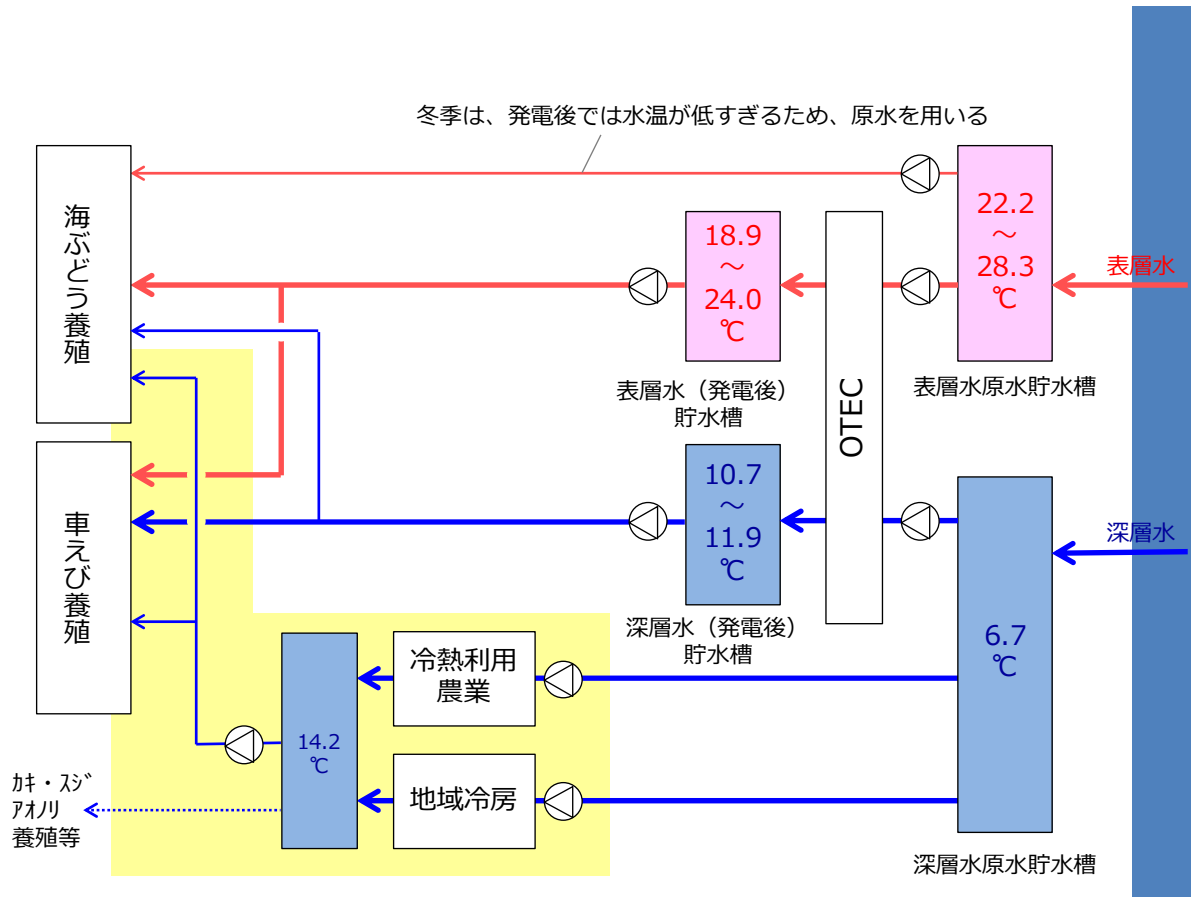 冬季は、発電後では水温が低すぎるため、原水を用いる
海ぶどう養殖
18.9
～
24.0
℃
表層水（発電後）
貯水槽
OTEC
22.2
～
28.3
℃
表層水原水貯水槽
表層水
車えび養殖
10.7
～
11.9
℃
深層水（発電後）
貯水槽
6.7
℃
深層水原水貯水槽
深層水
冷熱利用
農業
14.2
℃
地域冷房
ｶｷ・ｽｼﾞ
ｱｵﾉﾘ
養殖等